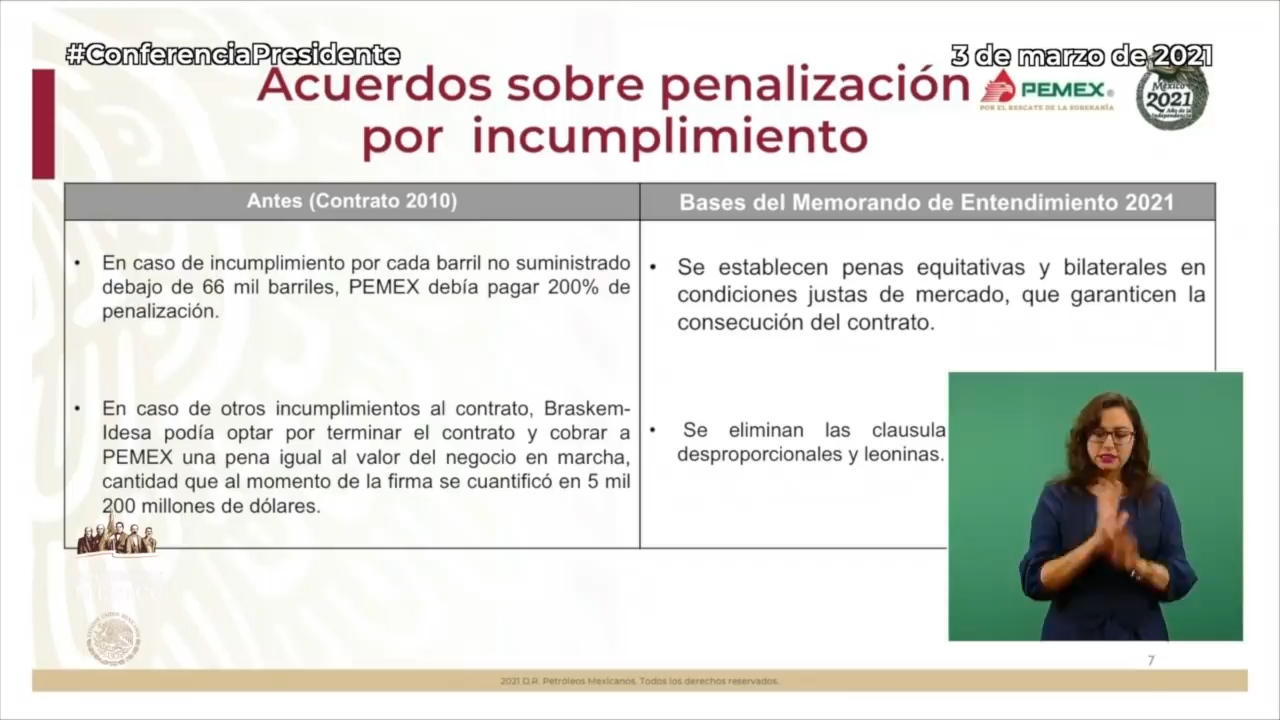 #ConferenciaPresidente
3 de marzo de 2021
Acuerdos sobre penalización
por incumplimiento
PEMEX®
POR EL RESCATE DE LA SOBERANÍA
México
2021
Año de la
Independencia
Antes (Contrato 2010)
Bases del Memorando de Entendimiento 2021
• En caso de incumplimiento por cada barril no suministrado
debajo de 66 mil barriles, PEMEX debía pagar 200% de
penalización.
• En caso de otros incumplimientos al contrato, Braskem-
Idesa podía optar por terminar el contrato y cobrar a
PEMEX una pena igual al valor del negocio en marcha,
cantidad que al momento de la firma se cuantificó en 5 mil
200 millones de dólares.
• Se establecen penas equitativas y bilaterales en
condiciones justas de mercado, que garanticen la
consecución del contrato.
• Se eliminan las clausula
desproporcionales y leoninas.
7
2021 D.R. Petróleos Mexicanos. Todos los derechos reservados.